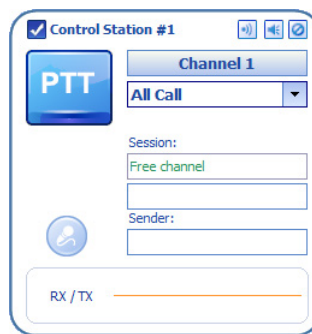 Control Station #1
PTT
Channel 1
All Call
Session:
Free channel
Sender:
RX / TX